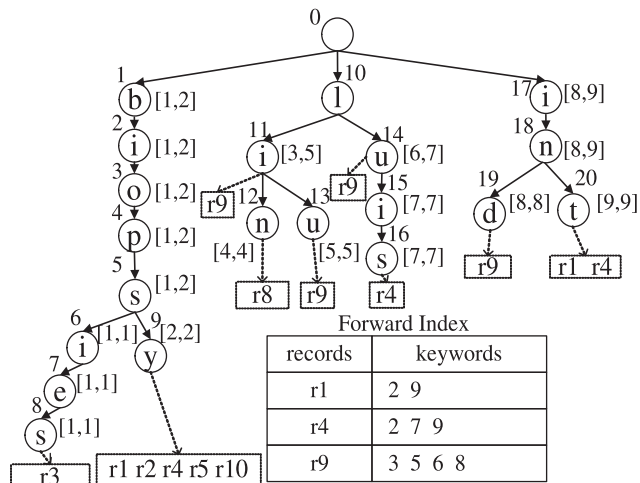 0
1 10 17
b [1,2] l i [8,9]
2 11 14 18
i [1,2] i [3,5] u [6,7] n [8,9]
3 15 19 20
o [1,2] r9 r9 i [7,7] d [8,8] t [9,9]
4 12 13 16
p [1,2] n u s [7,7]
[4,4] [5,5] r9 r1 r4
5 r8 r9 r4
s [1,2]
6 9
i [1,1] y [2,2]
7
e [1,1]
8
s [1,1]
r3 r1 r2 r4 r5 r10
Forward Index
records keywords
r1 2 9
r4 2 7 9
r9 3 5 6 8